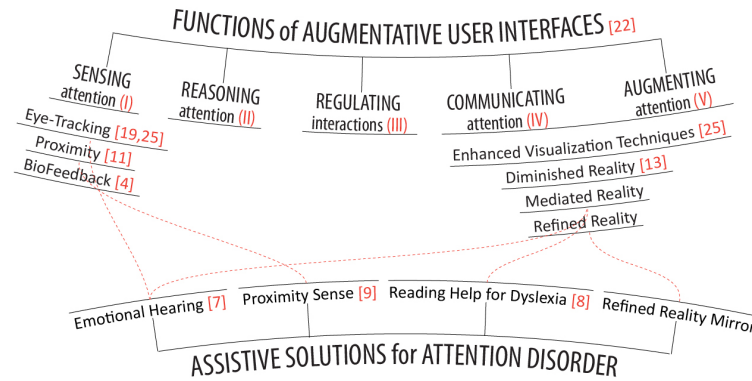 FUNCTIONS of AUGMENTATIVE USER INTERFACES [22]
SENSING
attention (I)
REASONING
attention (II)
REGULATING
interactions (III)
COMMUNICATING
attention (IV)
AUGMENTING
attention (V)
Eye-Tracking [19,25]
Proximity [11]
BioFeedback [4]
Enhanced Visualization Techniques [25]
Diminished Reality [13]
Mediated Reality
Refined Reality
Emotional Hearing [7]
Proximity Sense [9]
Reading Help for Dyslexia [8]
Refined Reality Mirror
ASSISTIVE SOLUTIONS for ATTENTION DISORDER